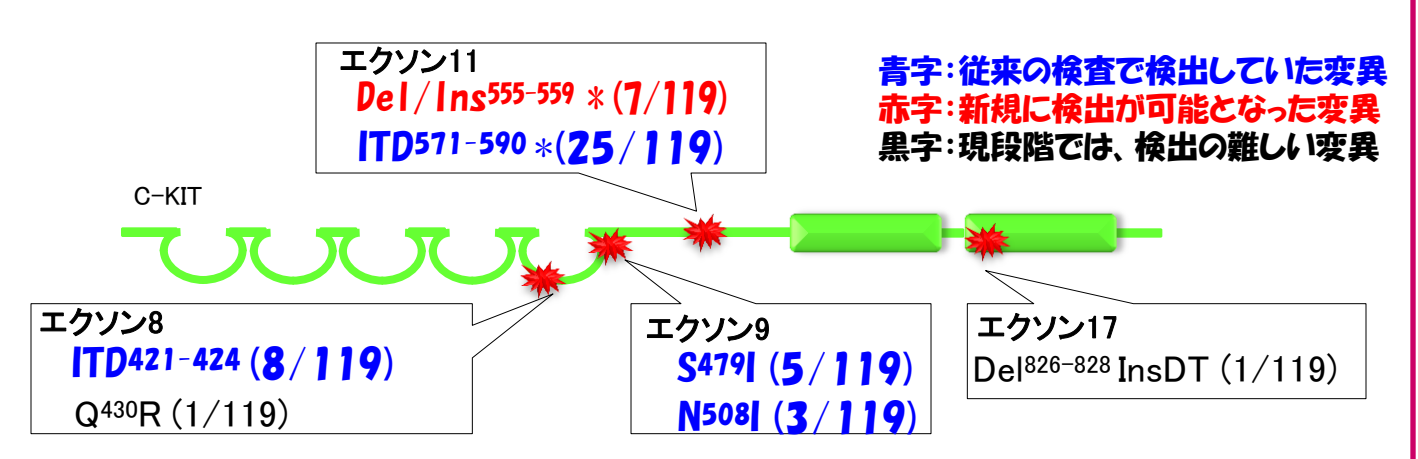 エクソン11
Del/Ins555-559 *(7/119)
ITD571-590 *(25/119)
青字:従来の検査で検出していた変異
赤字:新規に検出が可能となった変異
黒字:現段階では、検出の難しい変異
C-KIT
エクソン8
ITD421-424 (8/119)
Q430R (1/119)
エクソン9
S479I (5/119)
N508I (3/119)
エクソン17
Del826-828 InsDT (1/119)